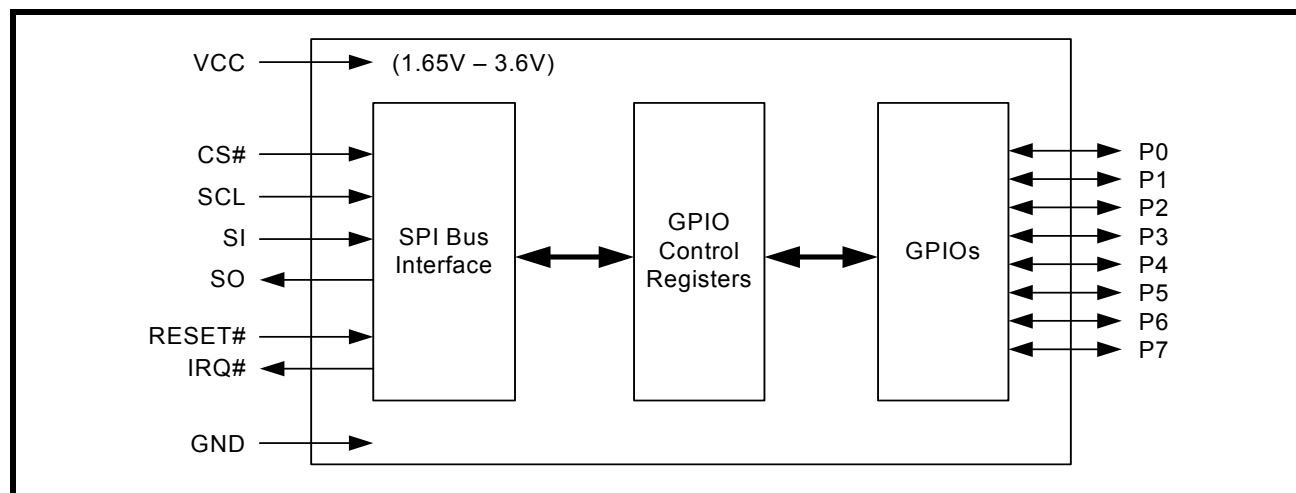 VCC
(1.65V – 3.6V)
CS#
SCL
SI
SO
RESET#
IRQ#
GND
SPI Bus
Interface
GPIO
Control
Registers
GPIOs
P0
P1
P2
P3
P4
P5
P6
P7